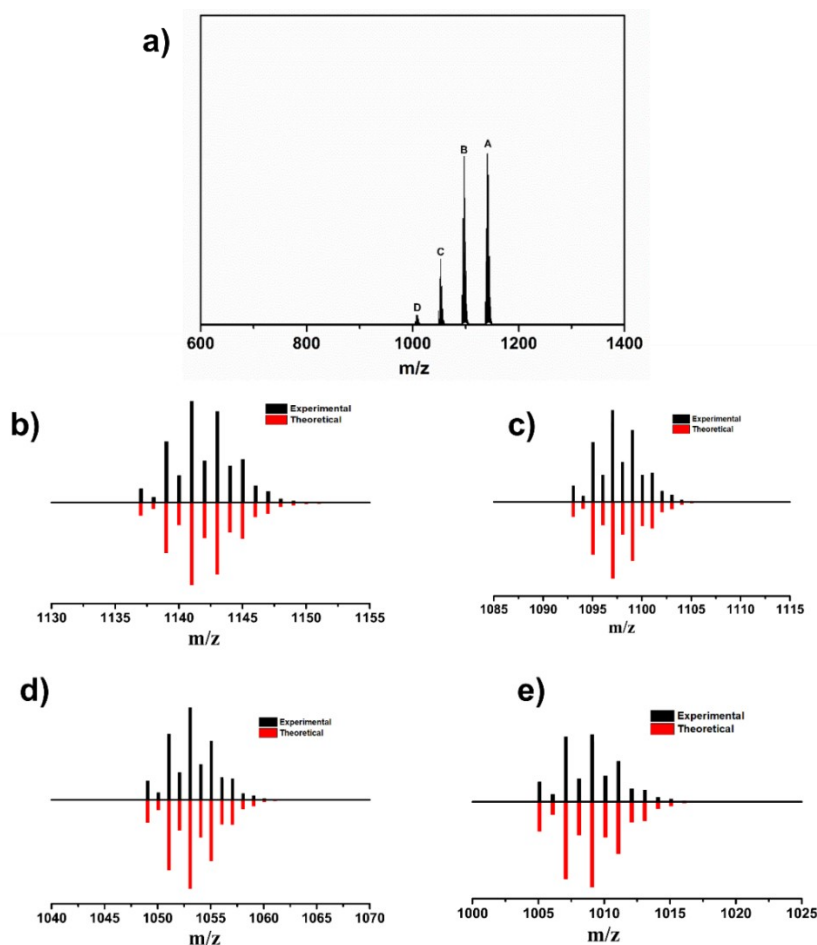 a)
A
B
C
D
600 800 1000 1200 1400
m/z
b)
Experimental
Theoretical
1130 1135 1140 1145 1150 1155
m/z
c)
Experimental
Theoretical
1085 1090 1095 1100 1105 1110 1115
m/z
d)
Experimental
Theoretical
1040 1045 1050 1055 1060 1065 1070
m/z
e)
Experimental
Theoretical
1000 1005 1010 1015 1020 1025
m/z